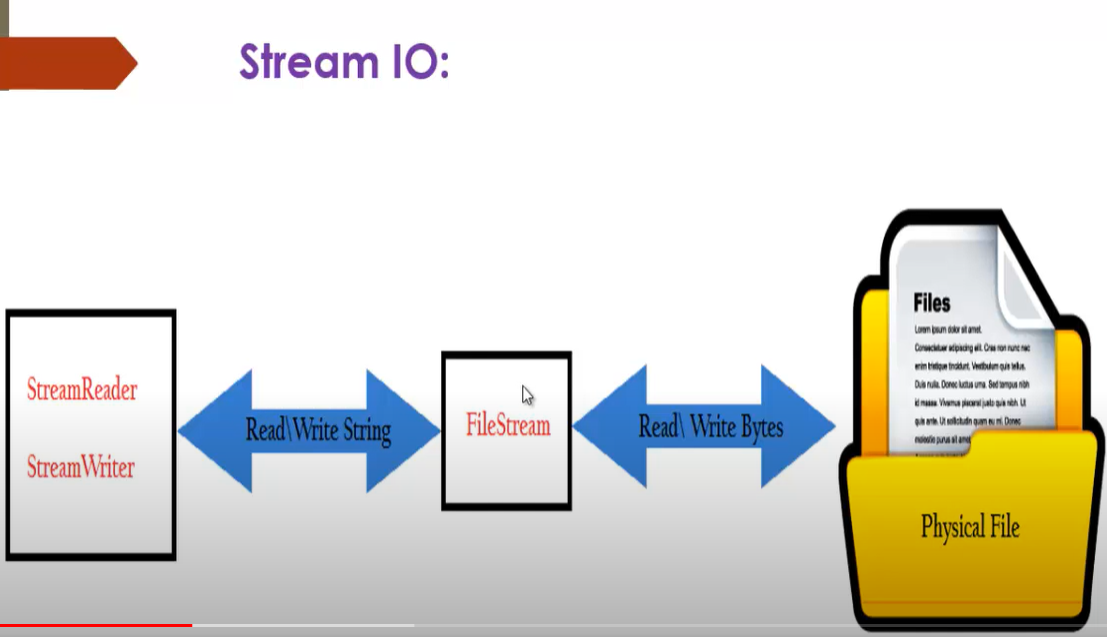 Stream IO:
StreamReader
StreamWriter
Read\Write String
FileStream
Read\ Write Bytes
Files
Lorem ipsum dolor sit amet.
Consectetuer adipiscing elit. Cras non nunc nec
enim tristique tincidunt. Vestibulum quis tellus.
Duis nulla. Donec luctus urna. Sed tempus nibh
id massa. Vivamus placerat justo quis nibh. Ut
quis ante. Ut sollicitudin quam eu mi. Donec
molestie purus sit amet
Physical File